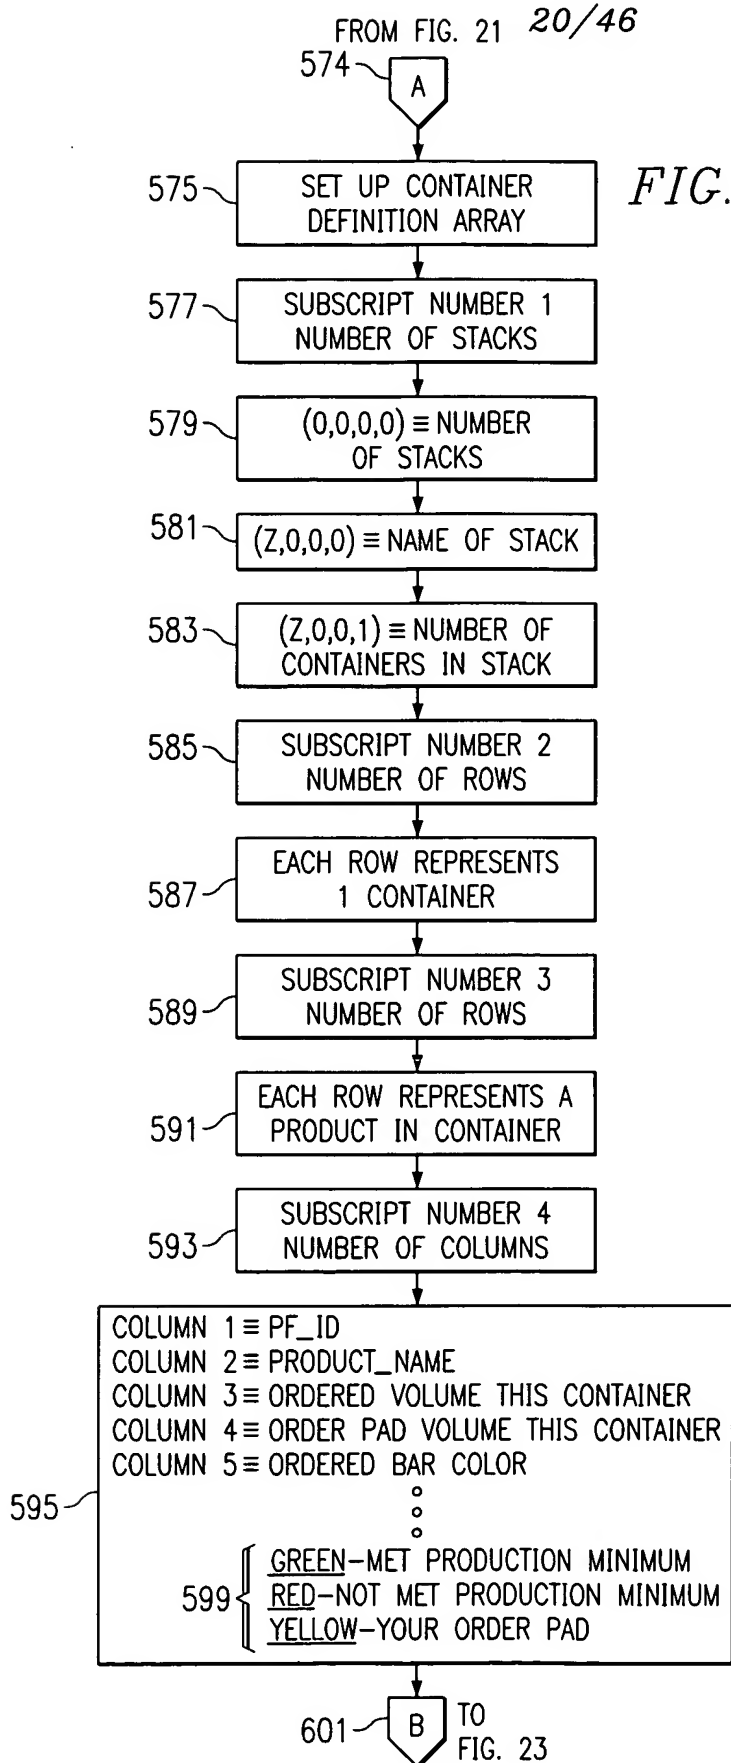 FROM FIG. 21 20/46
574
A
575
SET UP CONTAINER
DEFINITION ARRAY
FIG.
577
SUBSCRIPT NUMBER 1
NUMBER OF STACKS
579
(0,0,0,0) ≡ NUMBER
OF STACKS
581
(Z,0,0,0) ≡ NAME OF STACK
583
(Z,0,0,1) ≡ NUMBER OF
CONTAINERS IN STACK
585
SUBSCRIPT NUMBER 2
NUMBER OF ROWS
587
EACH ROW REPRESENTS
1 CONTAINER
589
SUBSCRIPT NUMBER 3
NUMBER OF ROWS
591
EACH ROW REPRESENTS A
PRODUCT IN CONTAINER
593
SUBSCRIPT NUMBER 4
NUMBER OF COLUMNS
COLUMN 1 ≡ PF_ID
COLUMN 2 ≡ PRODUCT_NAME
COLUMN 3 ≡ ORDERED VOLUME THIS CONTAINER
COLUMN 4 ≡ ORDER PAD VOLUME THIS CONTAINER
COLUMN 5 ≡ ORDERED BAR COLOR
595
GREEN-MET PRODUCTION MINIMUM
599
RED-NOT MET PRODUCTION MINIMUM
YELLOW-YOUR ORDER PAD
601
B
TO
FIG. 23